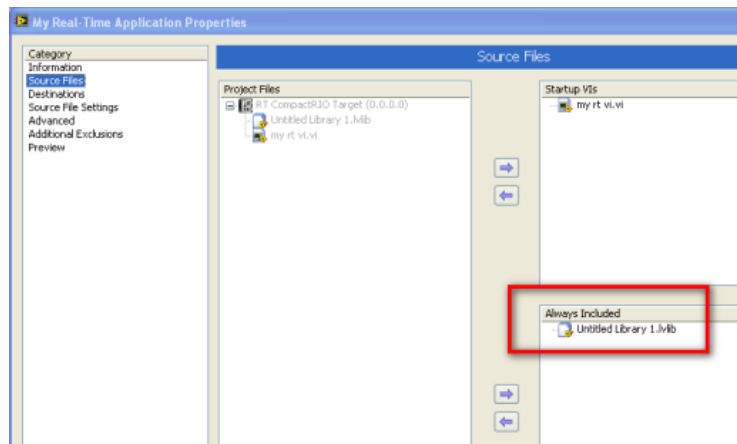 My Real-Time Application Properties
Category
Information
Source Files
Destinations
Source File Settings
Advanced
Additional Exclusions
Preview
Source Files
Project Files
RT CompactRIO Target (0.0.0.0)
Untitled Library 1.lvlib
my rt vi.vi
Startup VIs
my rt vi.vi
Always Included
Untitled Library 1.lvlib